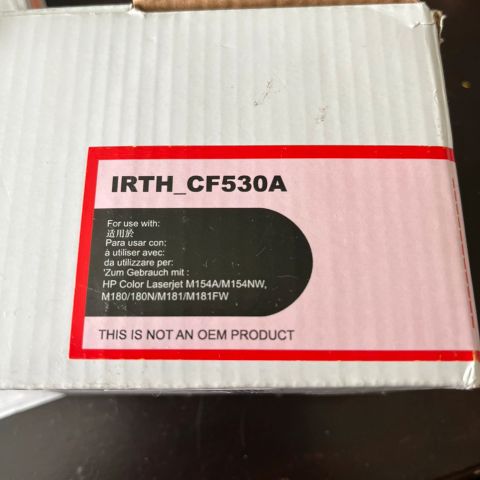 IRTH_CF530A
For use with:
适用於
Para usar con:
à utiliser avec:
da utilizzare per:
'Zum Gebrauch mit :
HP Color Laserjet M154A/M154NW,
M180/180N/M181/M181FW
THIS IS NOT AN OEM PRODUCT